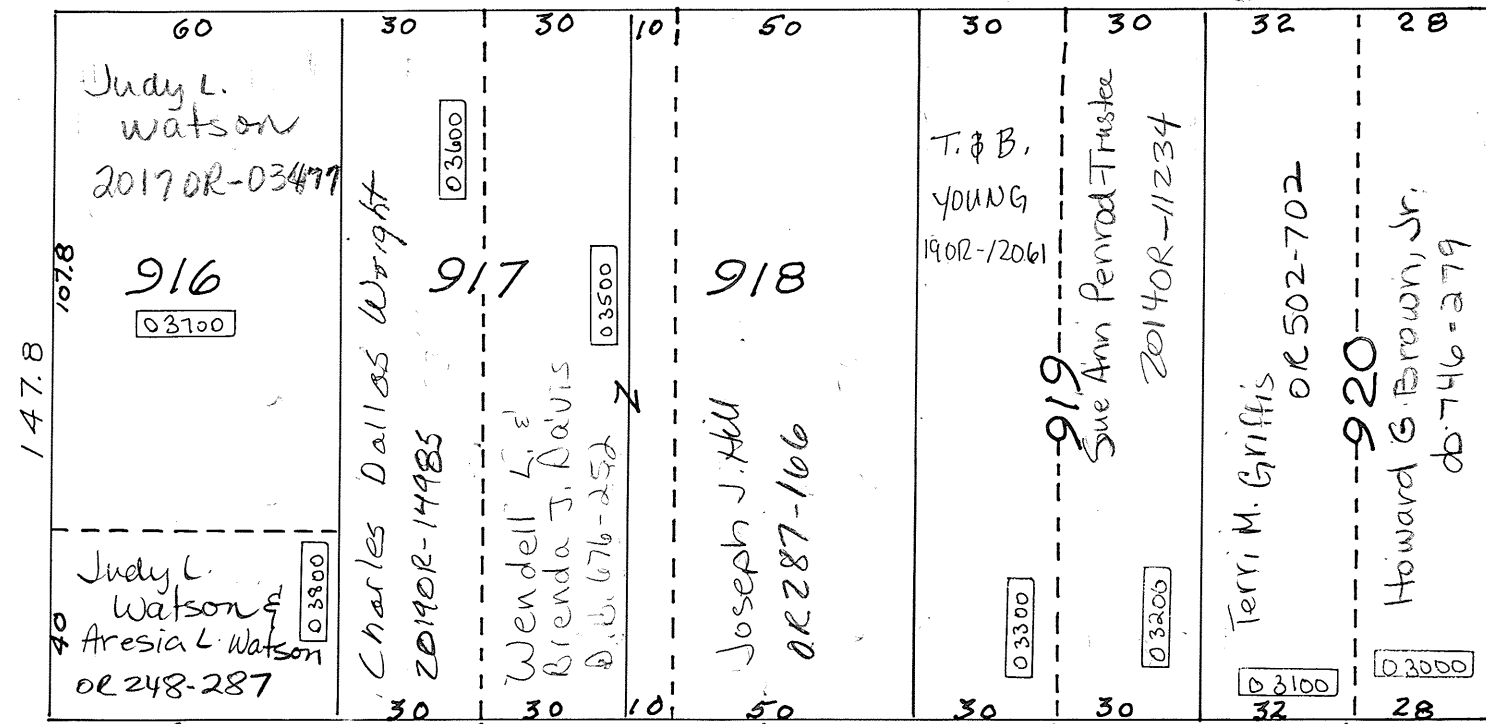 60
30
30
10
50
30
30
32
28
Judy L.
Watson
2017OR-03477
107.8
916
03700
147.8
40
Judy L.
Watson &
Aresia L. Watson
OR 248-287
03800
Charles Dallas Wright
2019OR-14985
03600
917
Wendell L. &
Brenda J. Davis
D.B. 676-252
03500
Z
918
Joseph J. Hill
OR 287-166
T. & B.
YOUNG
19OR-12061
03300
919
Sue Ann Penrod-Trustee
2014OR-11234
03200
Terri M. Griffis
OR 502-702
03100
920
Howard G. Brown, Jr.
db. 746-279
03000
30
30
10
50
30
30
32
28